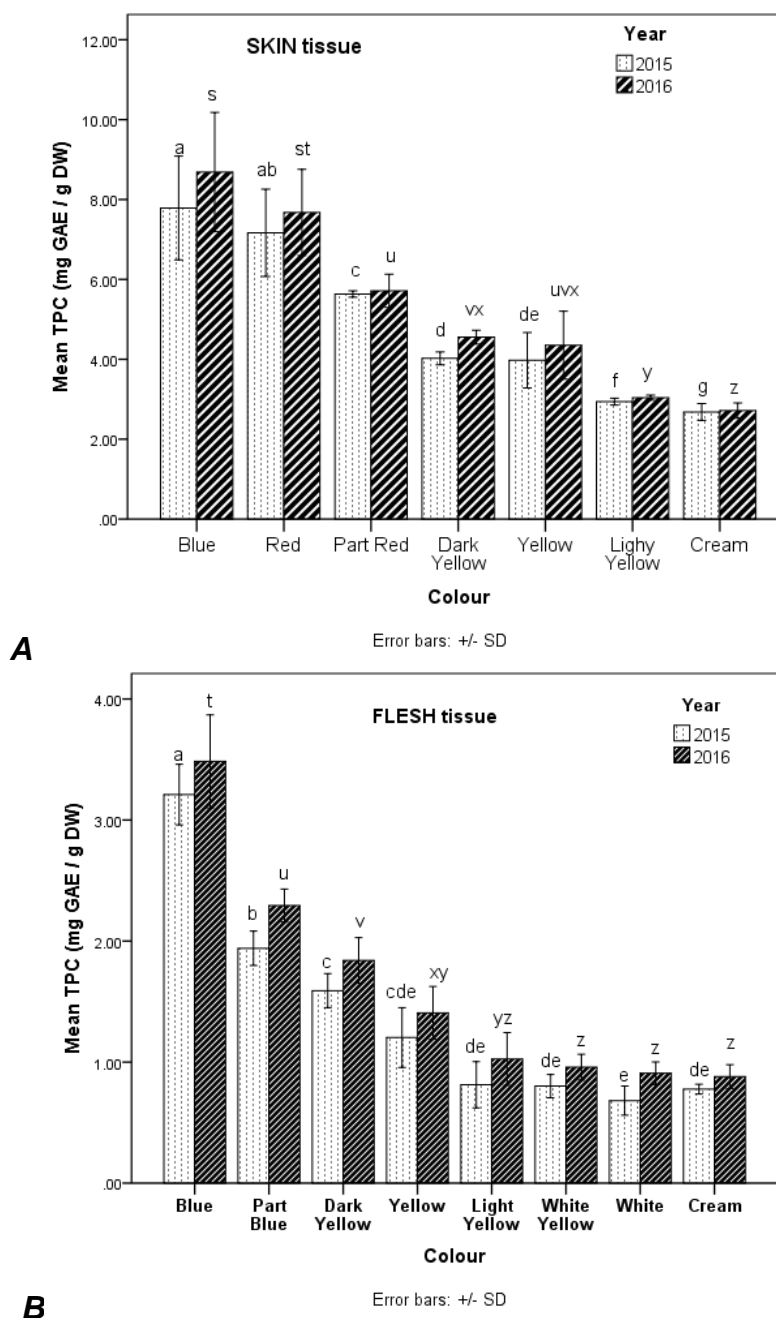 SKIN tissue
Year
2015
2016
Mean TPC (mg GAE / g DW)
12.00
10.00
8.00
6.00
4.00
2.00
.00
a s ab st c u d vx de uvx f y g z
Blue Red Part Red Dark Yellow Yellow Lighy Yellow Cream
Colour
Error bars: +/- SD
A
FLESH tissue
Year
2015
2016
Mean TPC (mg GAE / g DW)
4.00
3.00
2.00
1.00
.00
a t b u c v cde xy de yz de z e z de z
Blue Part Blue Dark Yellow Yellow Light Yellow White Yellow White Cream
Colour
Error bars: +/- SD
B